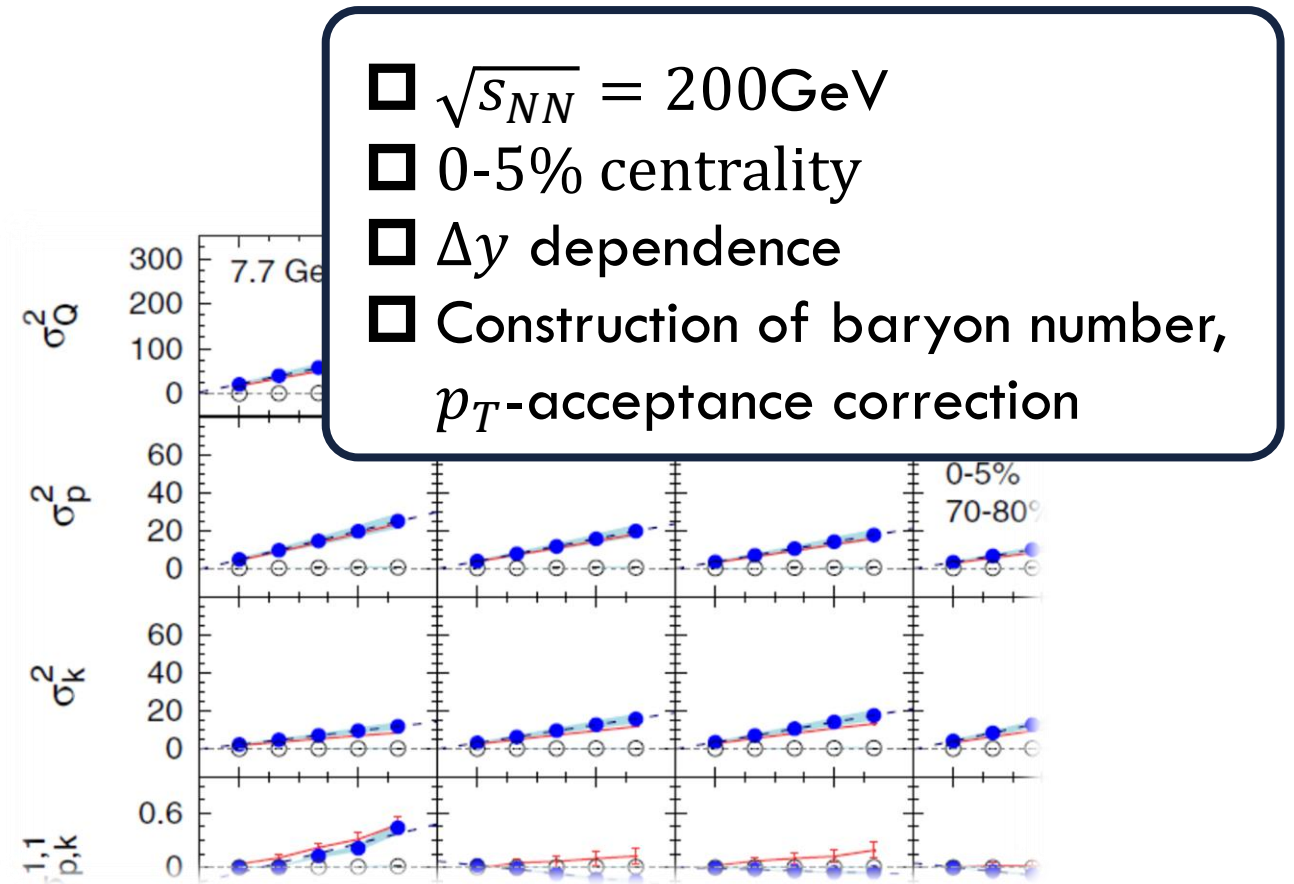 ☐ √s_NN = 200GeV
☐ 0-5% centrality
☐ Δy dependence
☐ Construction of baryon number,
p_T-acceptance correction
300
7.7 Ge
200
100
0
σ²_Q
60
40
20
0
σ²_p
0-5%
70-80%
60
40
20
0
σ²_k
0.6
0
1,1
p,k